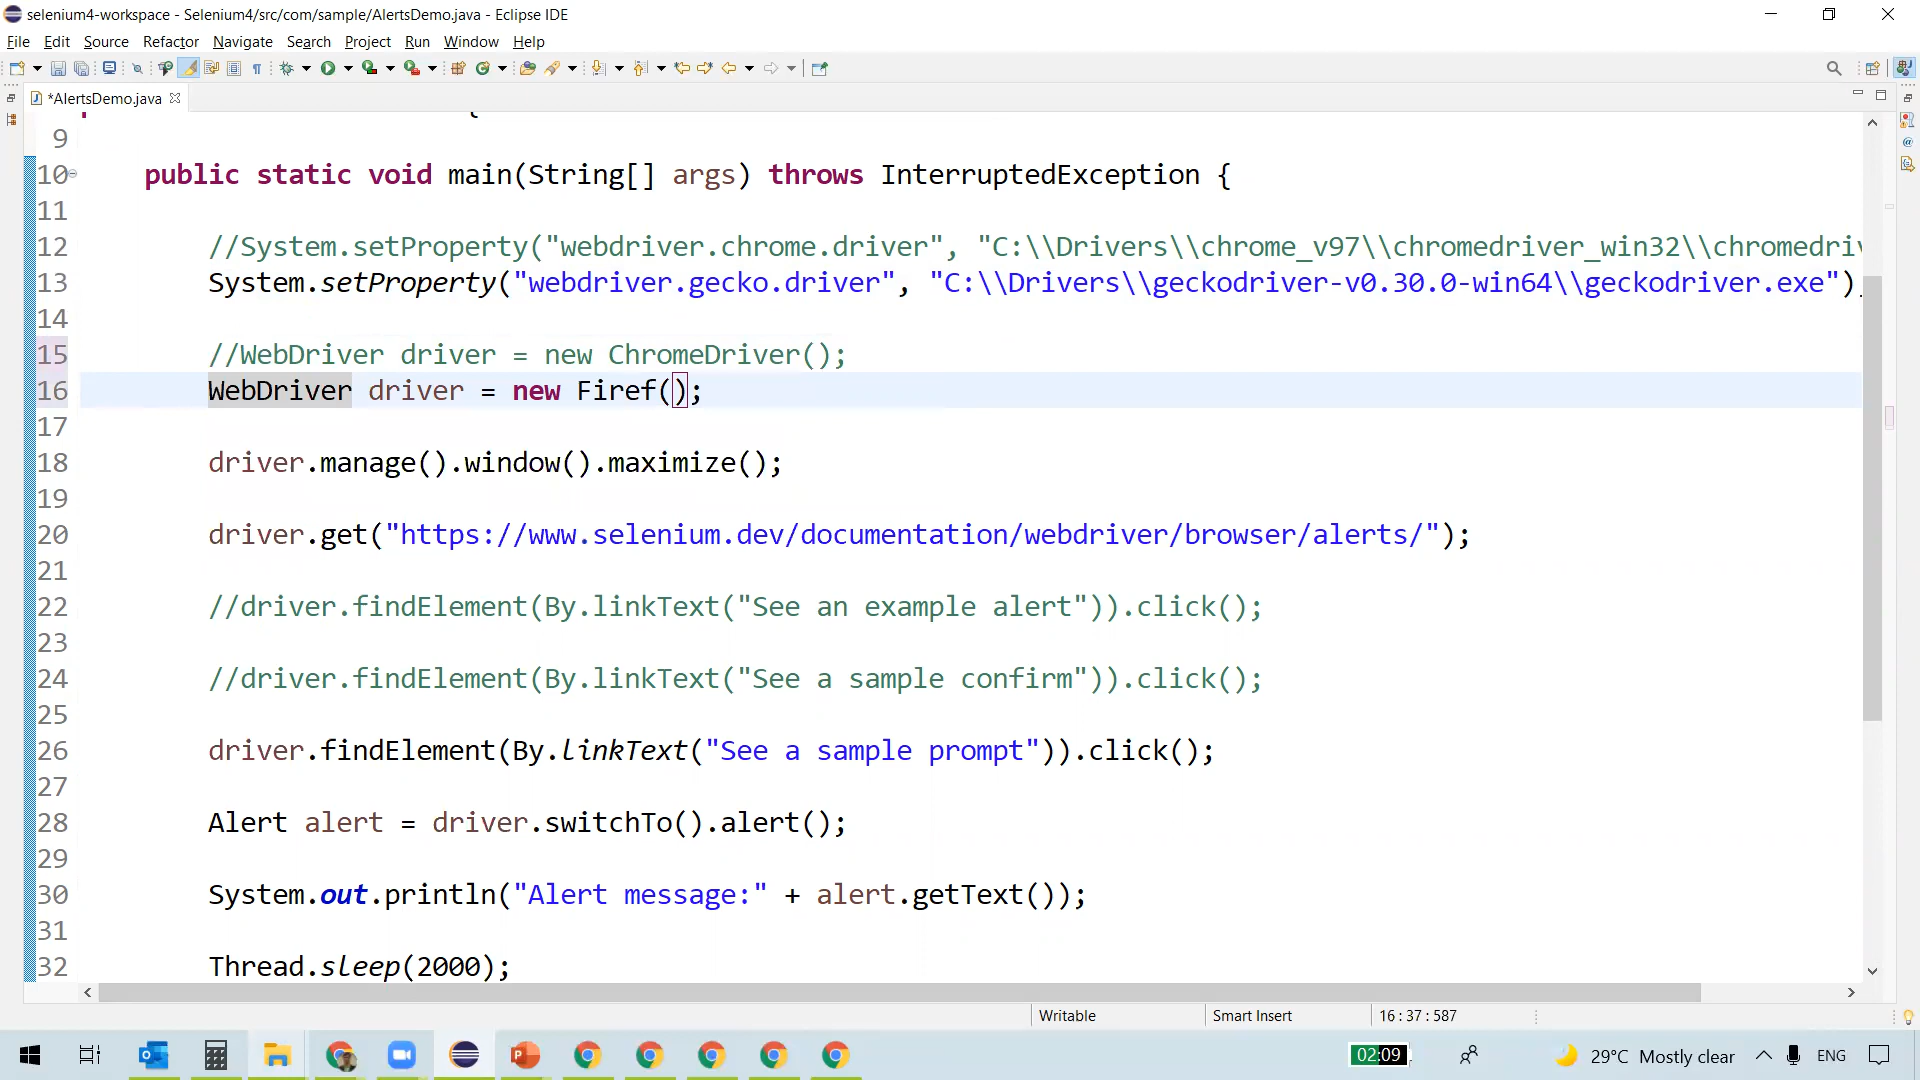 selenium4-workspace - Selenium4/src/com/sample/AlertsDemo.java - Eclipse IDE
File Edit Source Refactor Navigate Search Project Run Window Help
*AlertsDemo.java
9
10 public static void main(String[] args) throws InterruptedException {
11
12 //System.setProperty("webdriver.chrome.driver", "C:\\Drivers\\chrome_v97\\chromedriver_win32\\chromedriv
13 System.setProperty("webdriver.gecko.driver", "C:\\Drivers\\geckodriver-v0.30.0-win64\\geckodriver.exe")
14
15 //WebDriver driver = new ChromeDriver();
16 WebDriver driver = new Firef();
17
18 driver.manage().window().maximize();
19
20 driver.get("https://www.selenium.dev/documentation/webdriver/browser/alerts/");
21
22 //driver.findElement(By.linkText("See an example alert")).click();
23
24 //driver.findElement(By.linkText("See a sample confirm")).click();
25
26 driver.findElement(By.linkText("See a sample prompt")).click();
27
28 Alert alert = driver.switchTo().alert();
29
30 System.out.println("Alert message:" + alert.getText());
31
32 Thread.sleep(2000);
Writable Smart Insert 16 : 37 : 587
02:09 29°C Mostly clear ENG